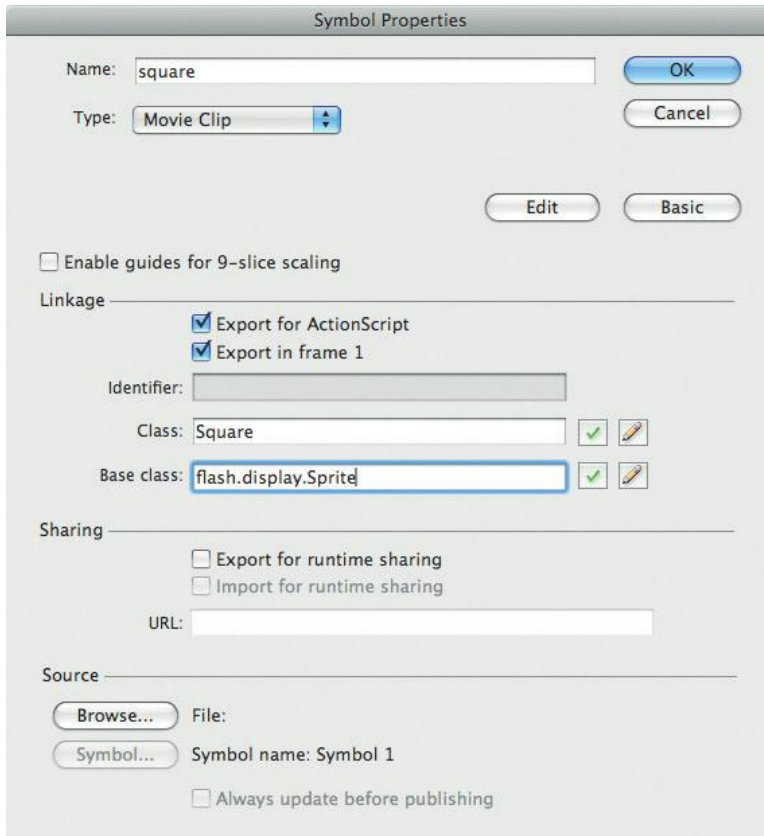 Symbol Properties
Name: square
OK
Type: Movie Clip
Cancel
Edit
Basic
Enable guides for 9-slice scaling
Linkage
Export for ActionScript
Export in frame 1
Identifier:
Class: Square
Base class: flash.display.Sprite
Sharing
Export for runtime sharing
Import for runtime sharing
URL:
Source
Browse... File:
Symbol... Symbol name: Symbol 1
Always update before publishing